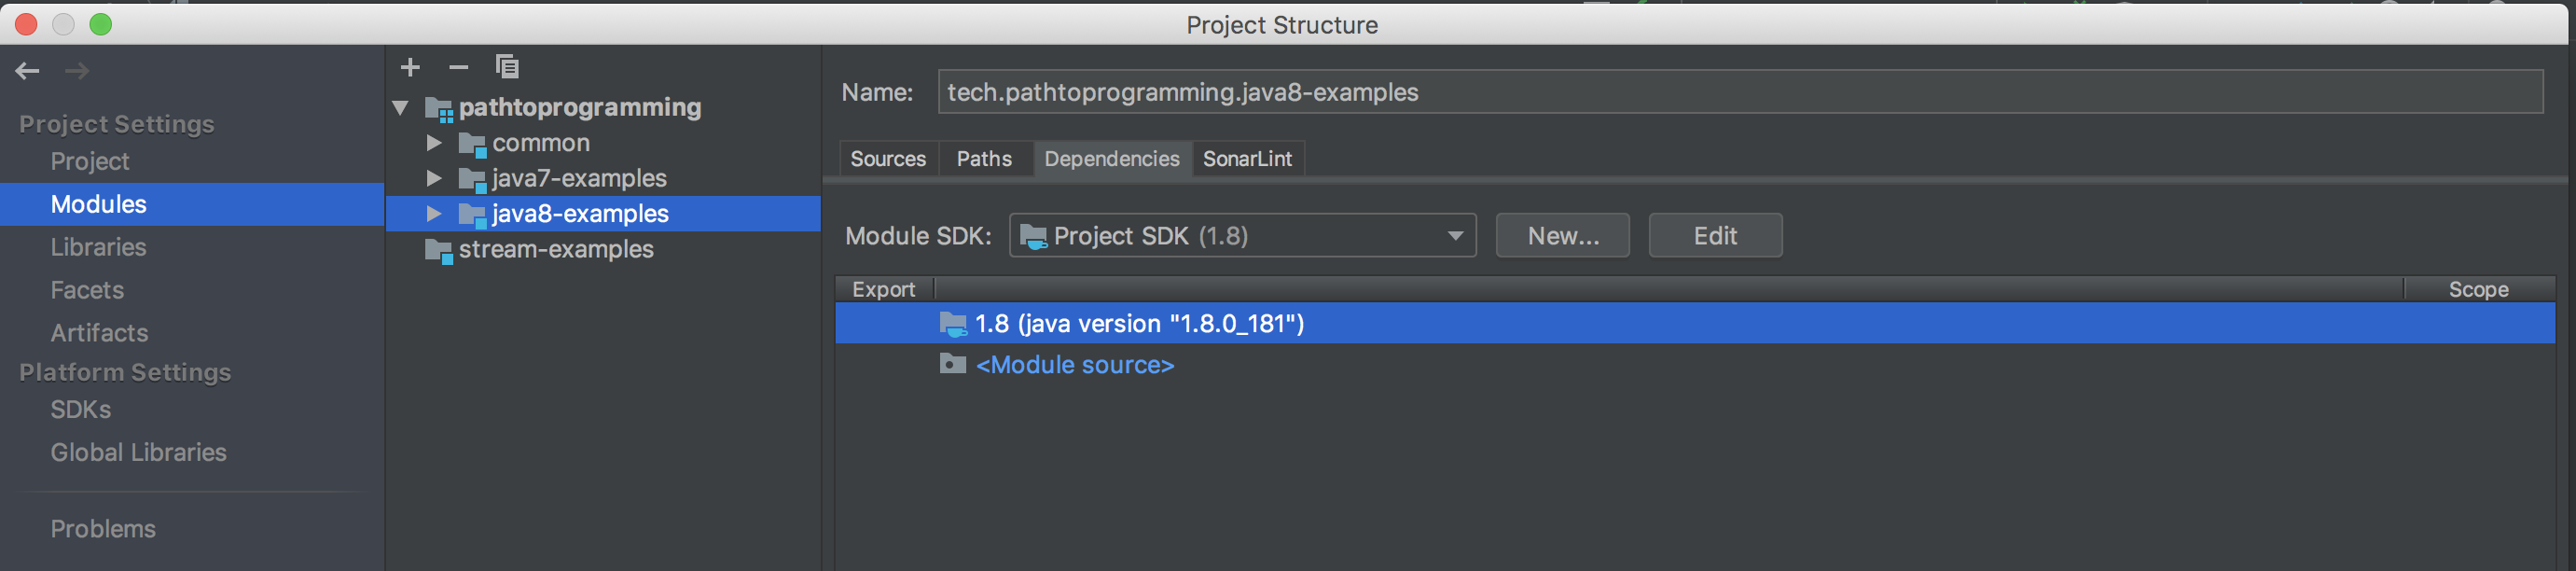 Project Structure
Project Settings
Project
Modules
Libraries
Facets
Artifacts
Platform Settings
SDKs
Global Libraries
Problems
pathtoprogramming
common
java7-examples
java8-examples
stream-examples
Name: tech.pathtoprogramming.java8-examples
Sources Paths Dependencies SonarLint
Module SDK: Project SDK (1.8) New... Edit
Export Scope
1.8 (java version "1.8.0_181")
<Module source>